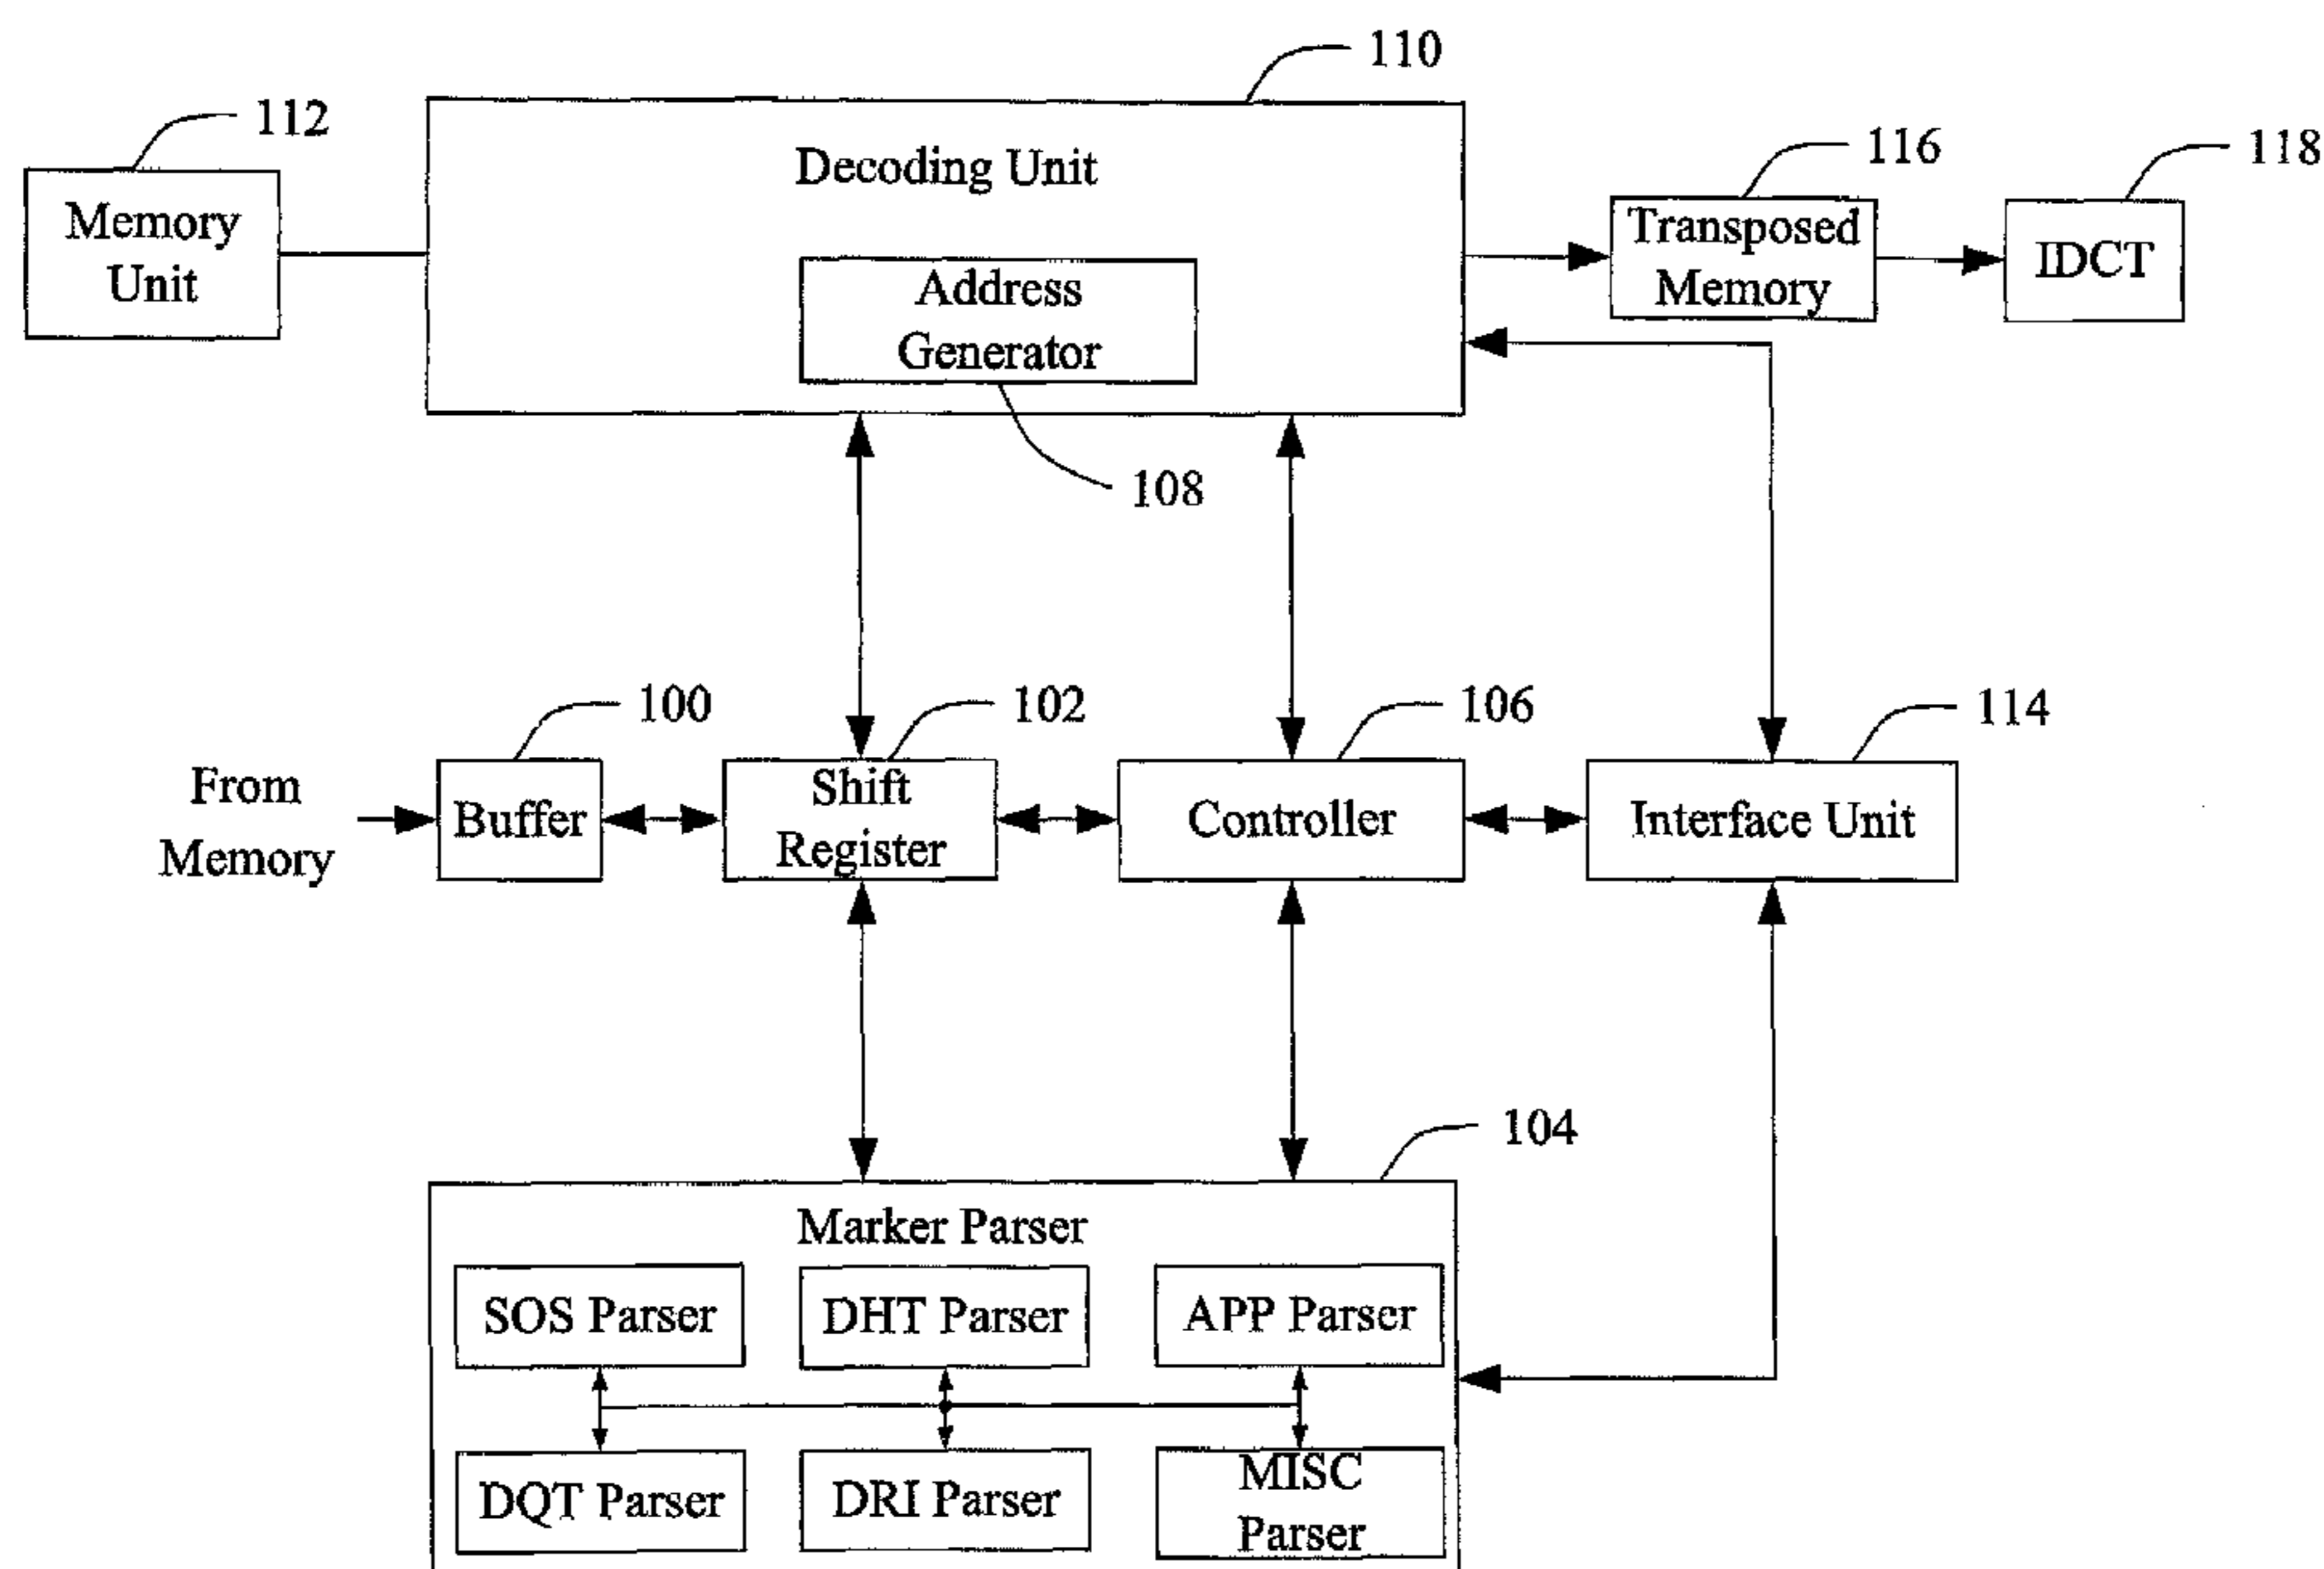 110
112
116
118
Decoding Unit
Memory
Unit
Transposed
Memory
IDCT
Address
Generator
108
100
102
106
114
From
Memory
Buffer
Shift
Register
Controller
Interface Unit
104
Marker Parser
SOS Parser
DHT Parser
APP Parser
DQT Parser
DRI Parser
MISC
Parser